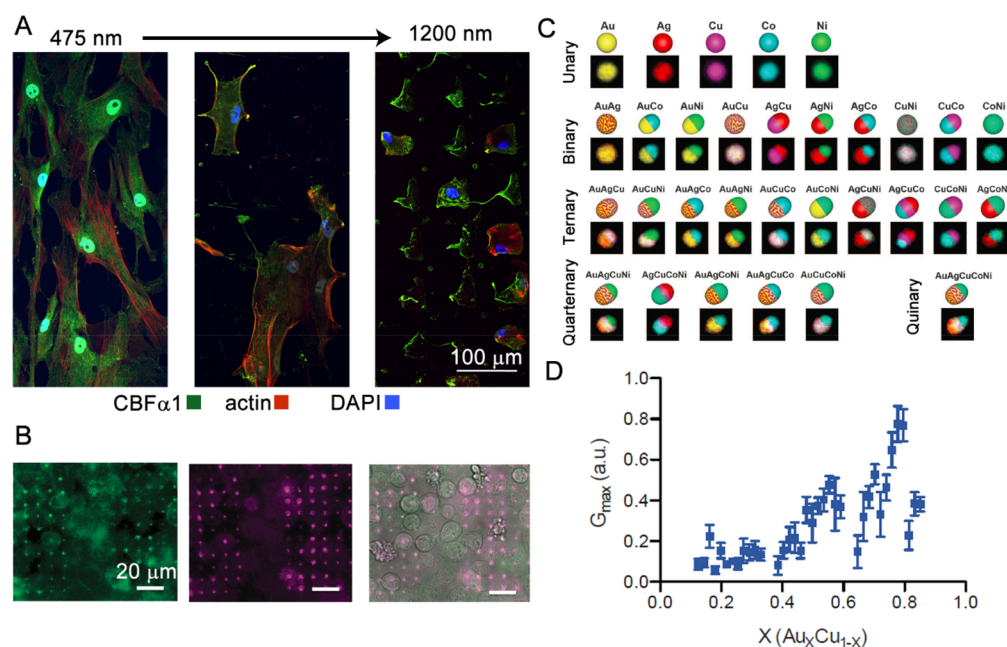 A
475 nm
1200 nm
100 μm
CBFα1
actin
DAPI
B
20 μm
C
Unary
Au Ag Cu Co Ni
Binary
AuAg AuCo AuNi AuCu AgCu AgNi AgCo CuNi CuCo CoNi
Ternary
AuAgCu AuCuNi AuAgCo AuAgNi AuCuCo AuCoNi AgCuNi AgCuCo CuCoNi AgCoN
Quarternary
AuAgCuNi AgCuCoNi AuAgCoNi AuAgCuCo AuCuCoNi
Quinary
AuAgCuCoNi
D
Gmax (a.u.)
1.0
0.8
0.6
0.4
0.2
0.0
0.0 0.2 0.4 0.6 0.8 1.0
X (AuXCu1-X)